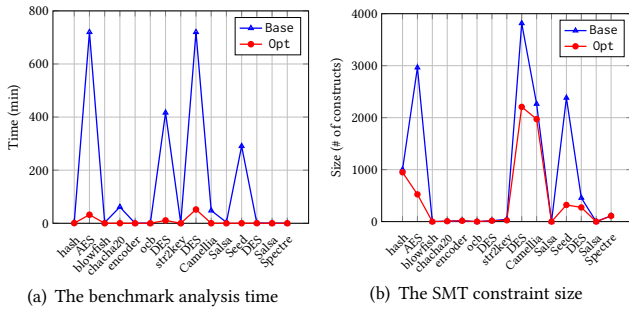 800
600
400
200
0
Time (min)
Base
Opt
hash
AES
blowfish
chacha20
encoder
ocb
DES
str2key
DES
Camellia
Salsa
Seed
DES
Salsa
Spectre
(a) The benchmark analysis time
4000
3000
2000
1000
0
Size (# of constructs)
Base
Opt
hash
AES
blowfish
chacha20
encoder
ocb
DES
str2key
DES
Camellia
Salsa
Seed
DES
Salsa
Spectre
(b) The SMT constraint size